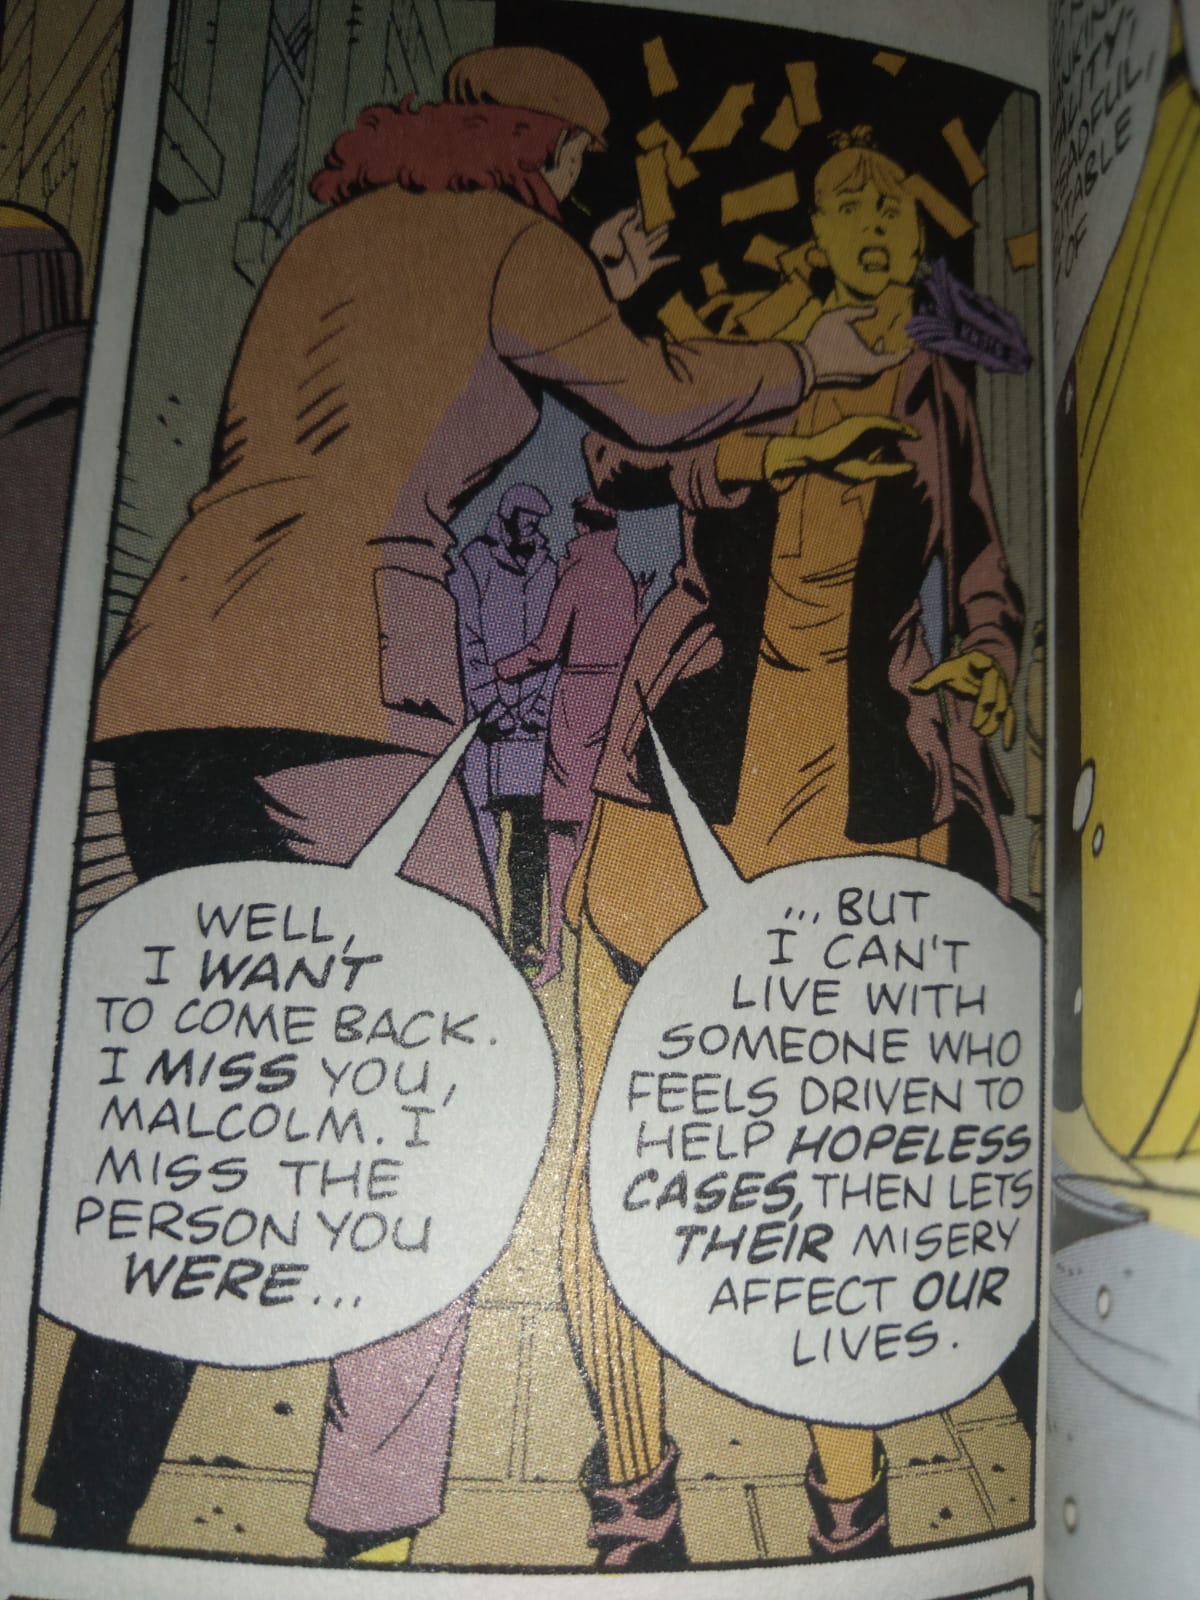 WELL,
I WANT
TO COME BACK.
I MISS YOU,
MALCOLM. I
MISS THE
PERSON YOU
WERE...
... BUT
I CAN'T
LIVE WITH
SOMEONE WHO
FEELS DRIVEN TO
HELP HOPELESS
CASES, THEN LETS
THEIR MISERY
AFFECT OUR
LIVES.
OF